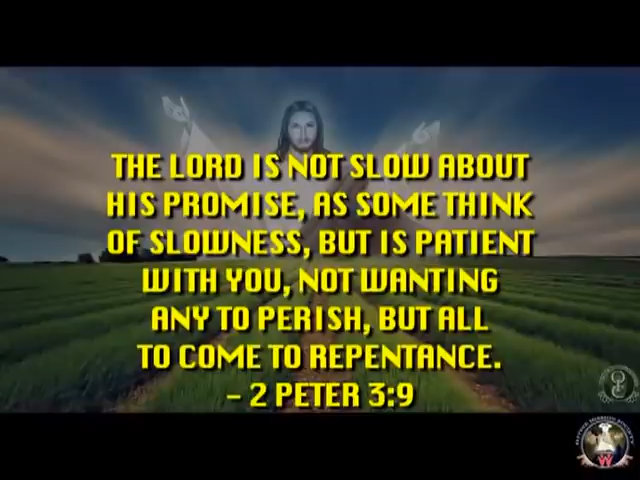 THE LORD IS NOT SLOW ABOUT
HIS PROMISE, AS SOME THINK
OF SLOWNESS, BUT IS PATIENT
WITH YOU, NOT WANTING
ANY TO PERISH, BUT ALL
TO COME TO REPENTANCE.
– 2 PETER 3:9
W